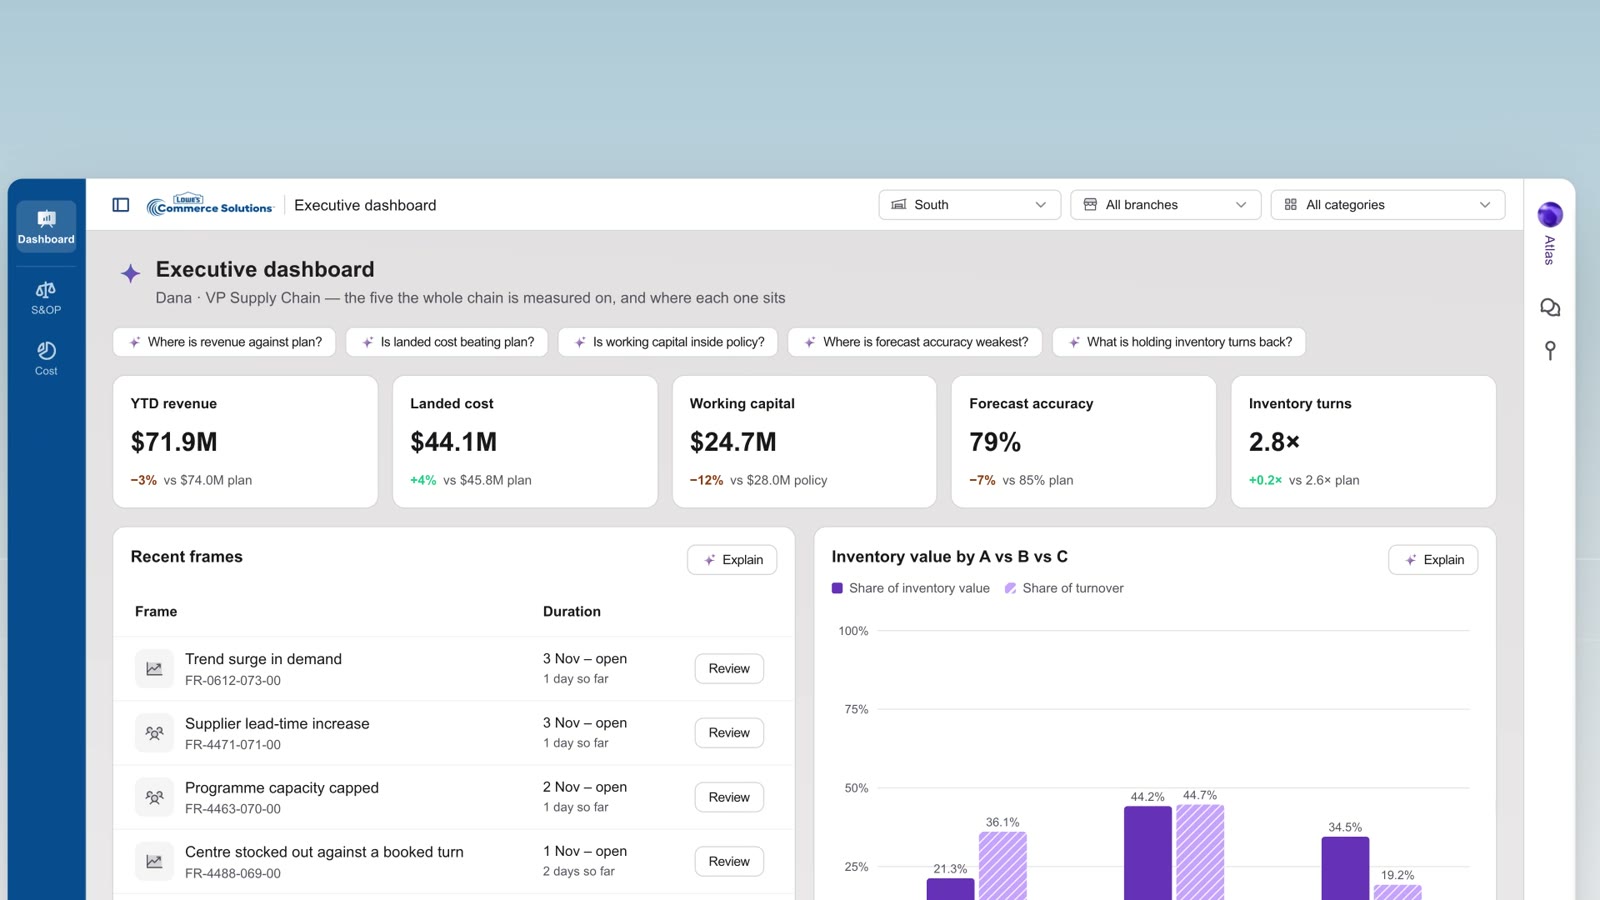 LOWE'S
Commerce Solutions
Executive dashboard
South
All branches
All categories
Dashboard
S&OP
Cost
Atlas
Executive dashboard
Dana · VP Supply Chain — the five the whole chain is measured on, and where each one sits
Where is revenue against plan?
Is landed cost beating plan?
Is working capital inside policy?
Where is forecast accuracy weakest?
What is holding inventory turns back?
YTD revenue
$71.9M
−3% vs $74.0M plan
Landed cost
$44.1M
+4% vs $45.8M plan
Working capital
$24.7M
−12% vs $28.0M policy
Forecast accuracy
79%
−7% vs 85% plan
Inventory turns
2.8×
+0.2× vs 2.6× plan
Recent frames
Explain
Frame
Duration
Trend surge in demand
FR-0612-073-00
3 Nov – open
1 day so far
Review
Supplier lead-time increase
FR-4471-071-00
3 Nov – open
1 day so far
Review
Programme capacity capped
FR-4463-070-00
2 Nov – open
1 day so far
Review
Centre stocked out against a booked turn
FR-4488-069-00
1 Nov – open
2 days so far
Review
Inventory value by A vs B vs C
Explain
Share of inventory value
Share of turnover
100%
75%
50%
25%
21.3%
36.1%
44.2%
44.7%
34.5%
19.2%